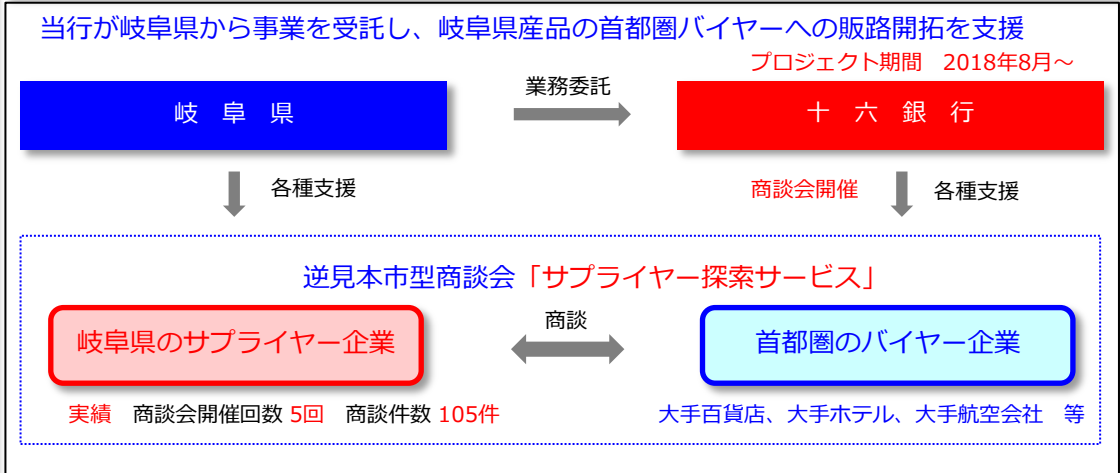 当行が岐阜県から事業を受託し、岐阜県産品の首都圏バイヤーへの販路開拓を支援
プロジェクト期間　2018年8月～
岐　阜　県
業務委託
十　六　銀　行
各種支援
商談会開催
各種支援
逆見本市型商談会「サプライヤー探索サービス」
岐阜県のサプライヤー企業
商談
首都圏のバイヤー企業
実績　商談会開催回数 5回　商談件数 105件
大手百貨店、大手ホテル、大手航空会社　等